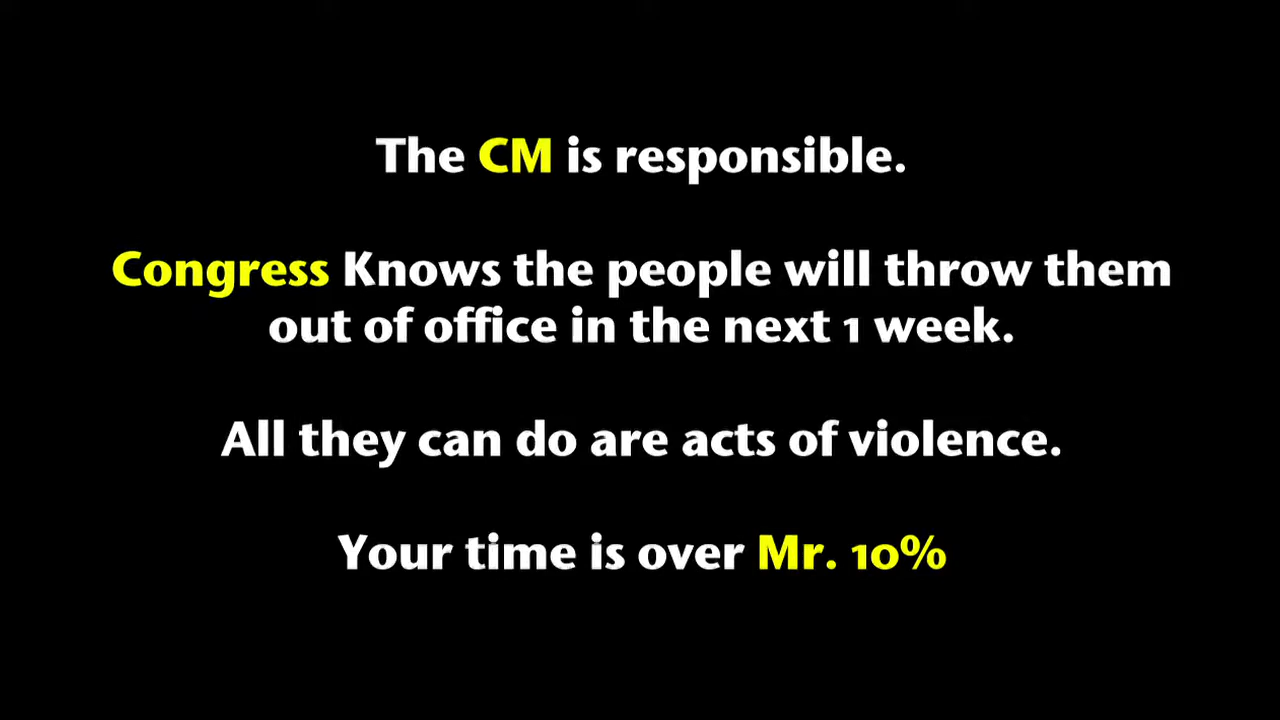 The CM is responsible.
Congress Knows the people will throw them
out of office in the next 1 week.
All they can do are acts of violence.
Your time is over Mr. 10%